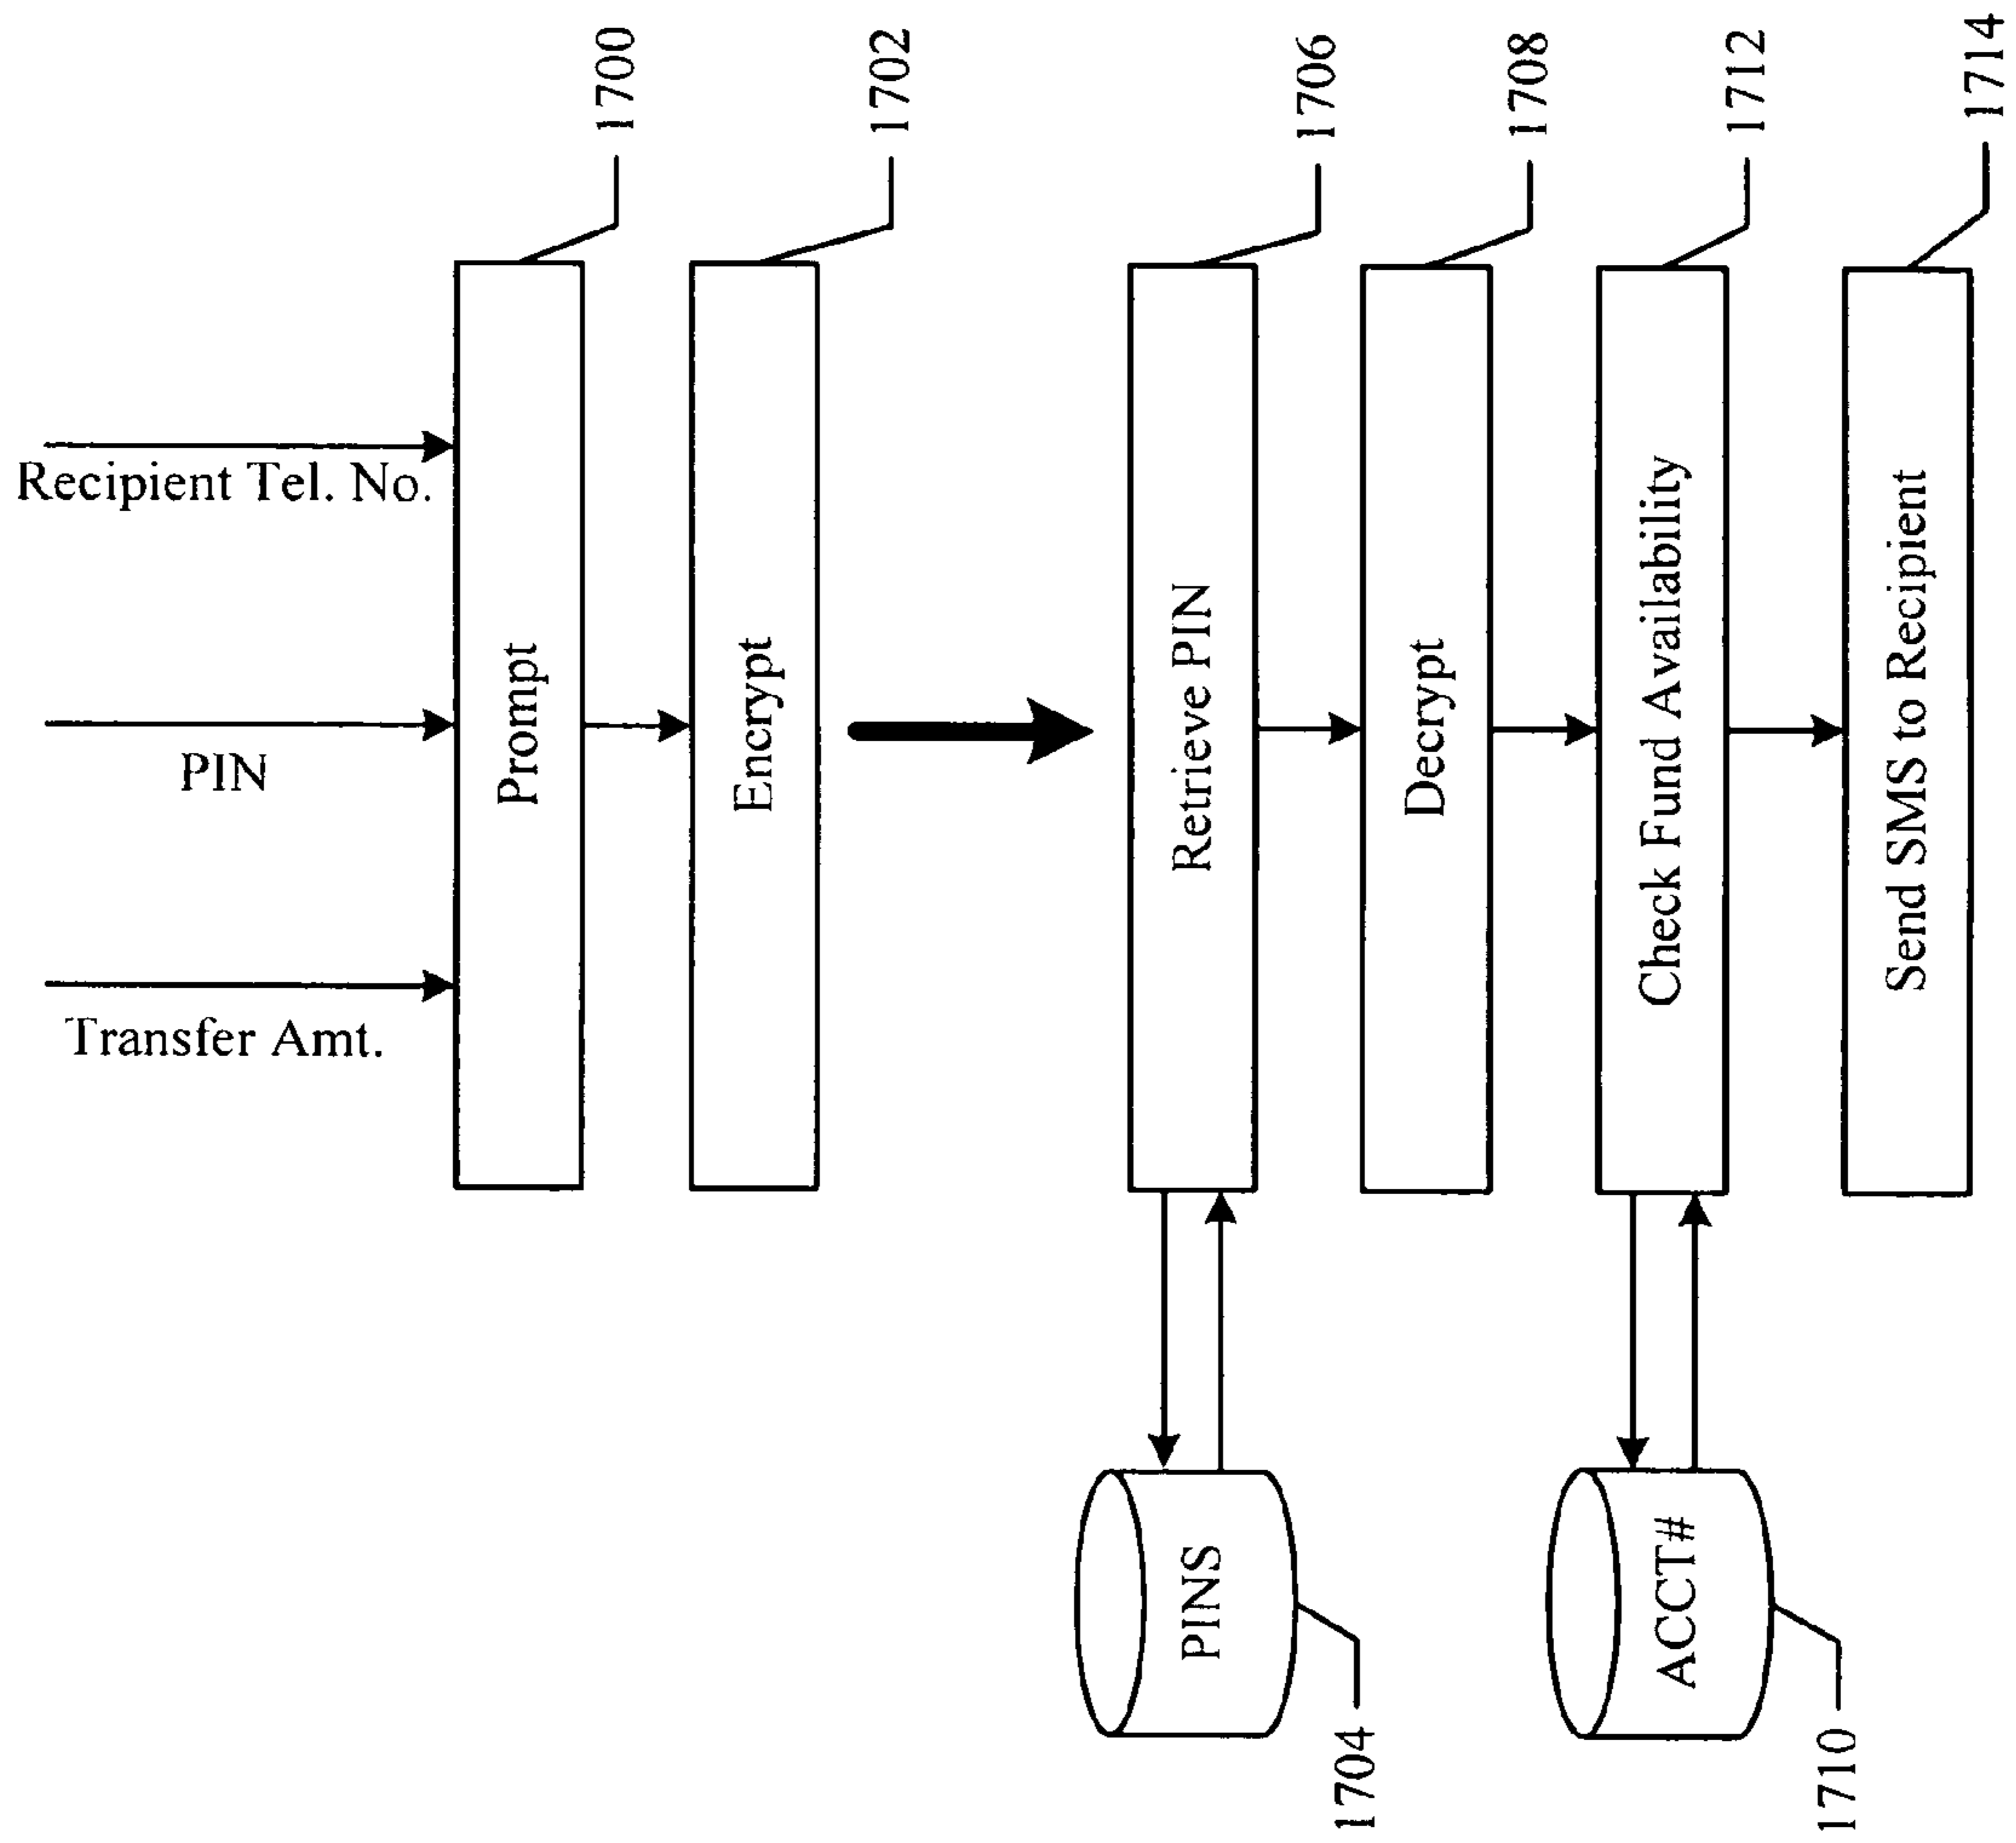 Recipient Tel. No.
PIN
Transfer Amt.
Prompt
1700
Encrypt
1702
PINS
1704
Retrieve PIN
1706
Decrypt
1708
ACCT#
1710
Check Fund Availability
1712
Send SMS to Recipient
1714